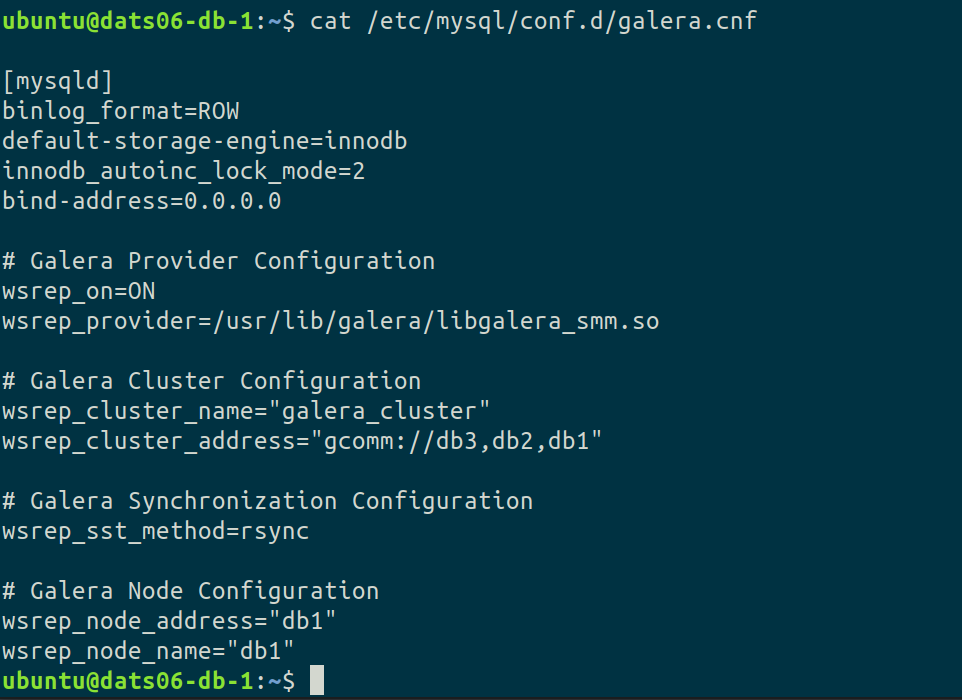 ubuntu@dats06-db-1:~$ cat /etc/mysql/conf.d/galera.cnf
[mysqld]
binlog_format=ROW
default-storage-engine=innodb
innodb_autoinc_lock_mode=2
bind-address=0.0.0.0
# Galera Provider Configuration
wsrep_on=ON
wsrep_provider=/usr/lib/galera/libgalera_smm.so
# Galera Cluster Configuration
wsrep_cluster_name="galera_cluster"
wsrep_cluster_address="gcomm://db3,db2,db1"
# Galera Synchronization Configuration
wsrep_sst_method=rsync
# Galera Node Configuration
wsrep_node_address="db1"
wsrep_node_name="db1"
ubuntu@dats06-db-1:~$